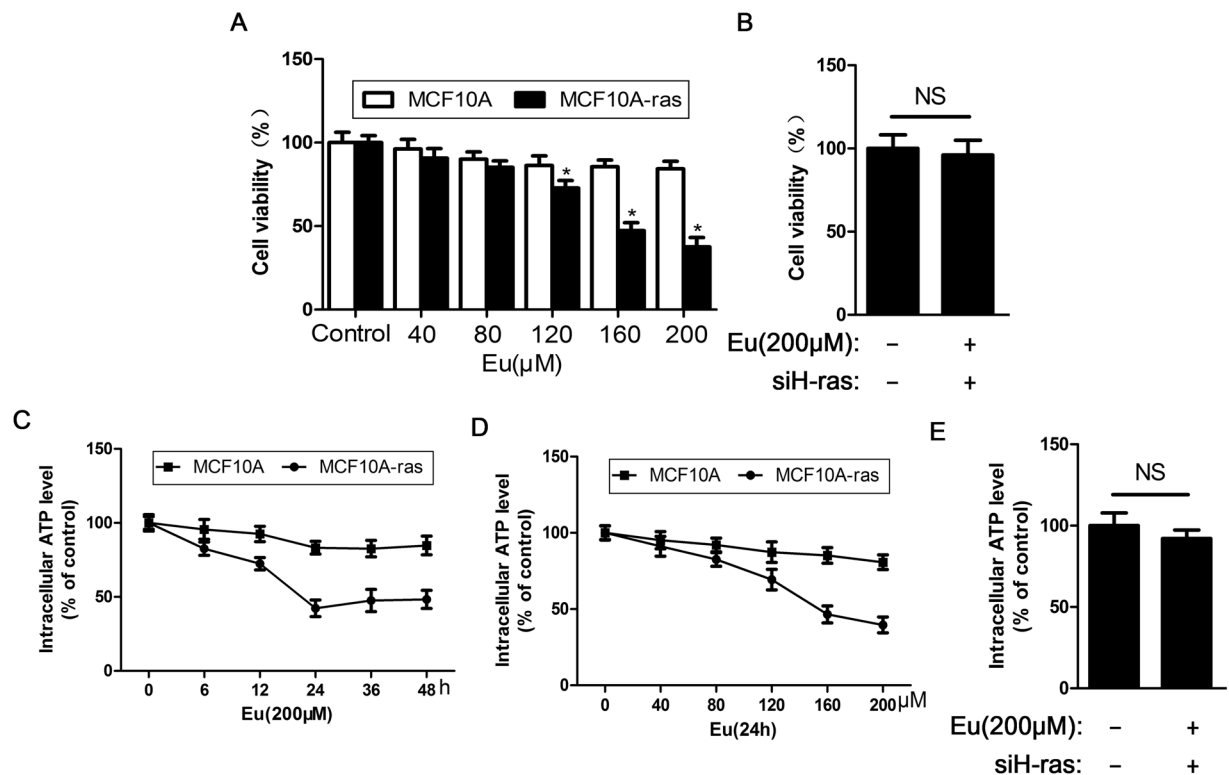 A
150
100
50
0
Cell viability (%)
MCF10A MCF10A-ras
* * *
Control 40 80 120 160 200
Eu(μM)
B
150
100
50
0
Cell viability (%)
NS
Eu(200μM): – +
siH-ras: – +
C
150
100
50
0
Intracellular ATP level
(% of control)
MCF10A MCF10A-ras
0 6 12 24 36 48 h
Eu(200μM)
D
150
100
50
0
Intracellular ATP level
(% of control)
MCF10A MCF10A-ras
0 40 80 120 160 200 μM
Eu(24h)
E
150
100
50
0
Intracellular ATP level
(% of control)
NS
Eu(200μM): – +
siH-ras: – +